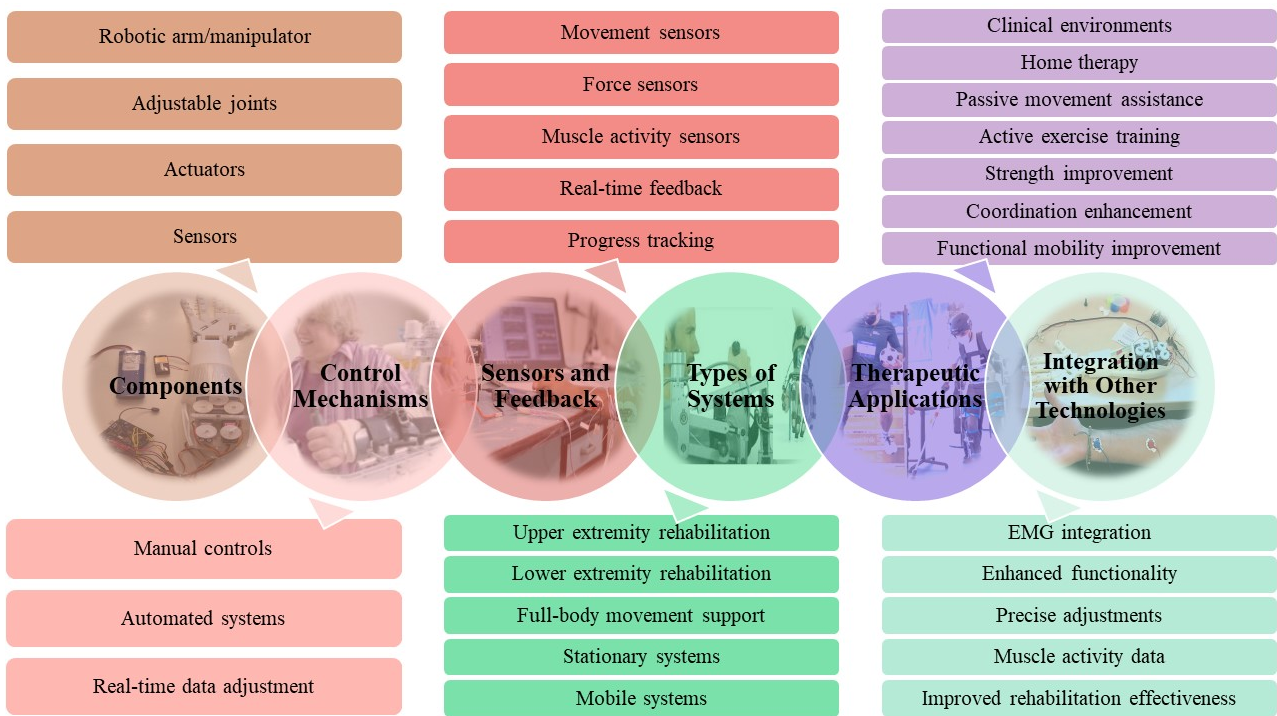 Robotic arm/manipulator
Adjustable joints
Actuators
Sensors
Movement sensors
Force sensors
Muscle activity sensors
Real-time feedback
Progress tracking
Clinical environments
Home therapy
Passive movement assistance
Active exercise training
Strength improvement
Coordination enhancement
Functional mobility improvement
Components
Control
Mechanisms
Sensors and
Feedback
Types of
Systems
Therapeutic
Applications
Integration
with Other
Technologies
Manual controls
Automated systems
Real-time data adjustment
Upper extremity rehabilitation
Lower extremity rehabilitation
Full-body movement support
Stationary systems
Mobile systems
EMG integration
Enhanced functionality
Precise adjustments
Muscle activity data
Improved rehabilitation effectiveness